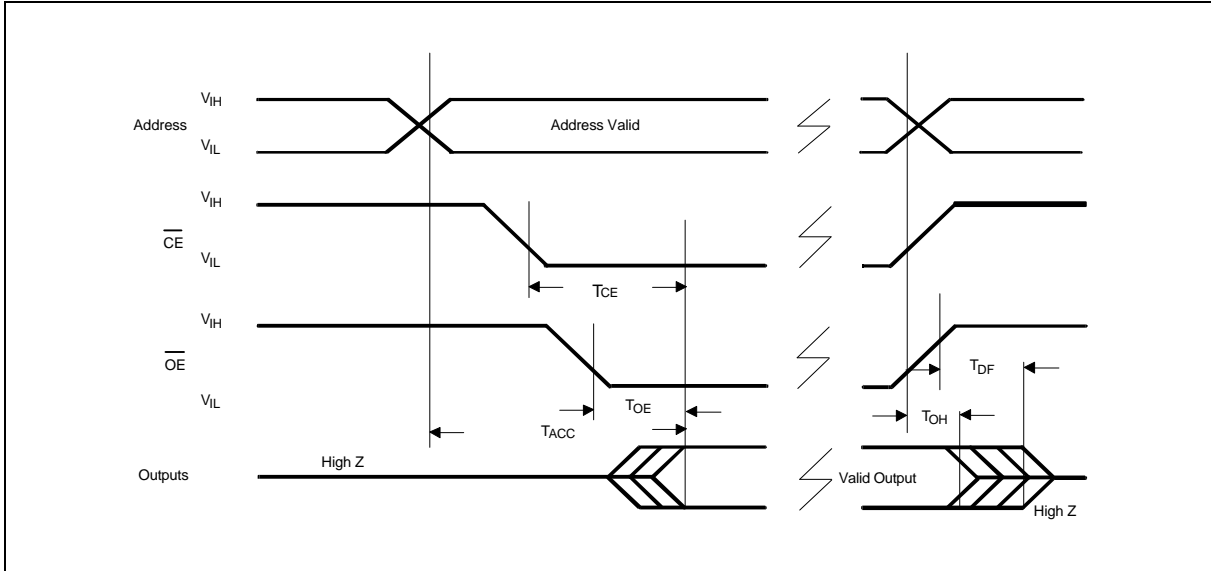 VIH
Address
Address Valid
VIL
VIH
CE
VIL
TCE
VIH
OE
TDF
VIL
TOE
TOH
TACC
High Z
Outputs
Valid Output
High Z